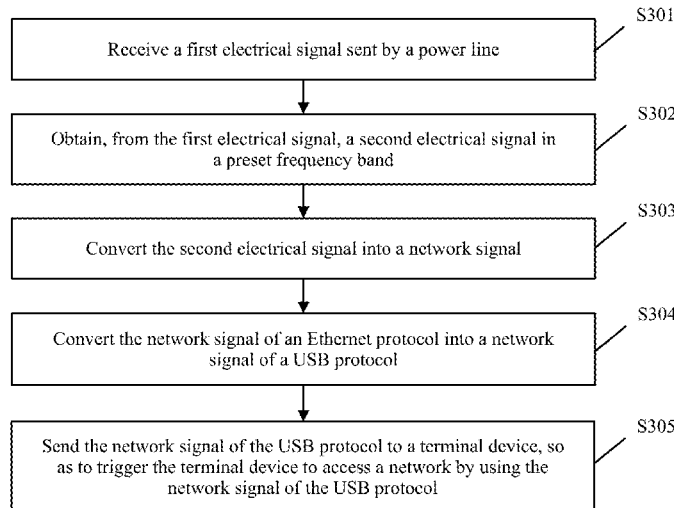 S301
Receive a first electrical signal sent by a power line
S302
Obtain, from the first electrical signal, a second electrical signal in
a preset frequency band
S303
Convert the second electrical signal into a network signal
S304
Convert the network signal of an Ethernet protocol into a network
signal of a USB protocol
S305
Send the network signal of the USB protocol to a terminal device, so
as to trigger the terminal device to access a network by using the
network signal of the USB protocol